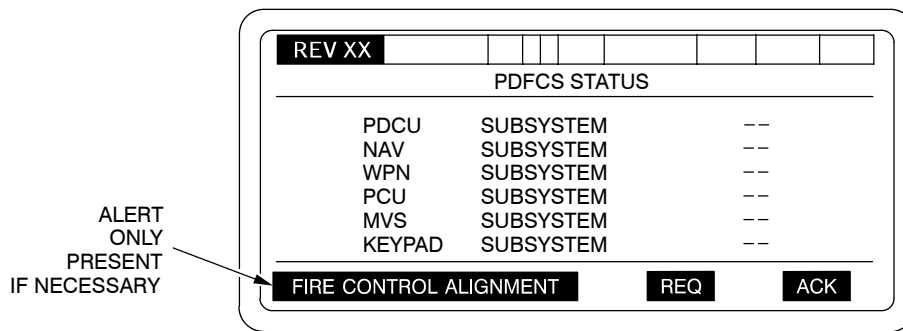 REV XX
PDFCS STATUS
PDCU SUBSYSTEM --
NAV SUBSYSTEM --
WPN SUBSYSTEM --
PCU SUBSYSTEM --
MVS SUBSYSTEM --
KEYPAD SUBSYSTEM --
ALERT
ONLY
PRESENT
IF NECESSARY
FIRE CONTROL ALIGNMENT REQ ACK